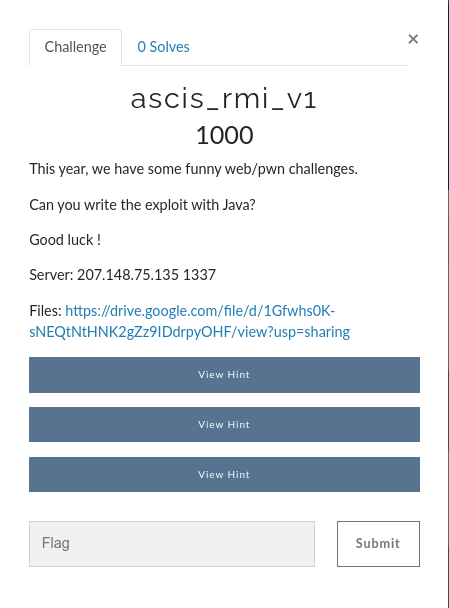 Challenge
0 Solves
×
ascis_rmi_v1
1000
This year, we have some funny web/pwn challenges.
Can you write the exploit with Java?
Good luck !
Server: 207.148.75.135 1337
Files: https://drive.google.com/file/d/1Gfwhs0K-
sNEQtNtHNK2gZz9IDdrpyOHF/view?usp=sharing
View Hint
View Hint
View Hint
Flag
Submit